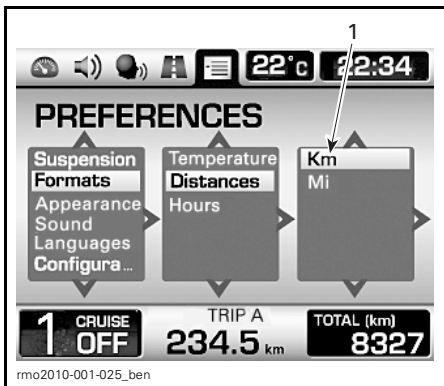 1
22°c 22:34
PREFERENCES
Suspension
Formats
Appearance
Sound
Languages
Configura...
Temperature
Distances
Hours
Km
Mi
1 CRUISE OFF
TRIP A
234.5 km
TOTAL (km)
8327
rmo2010-001-025_ben